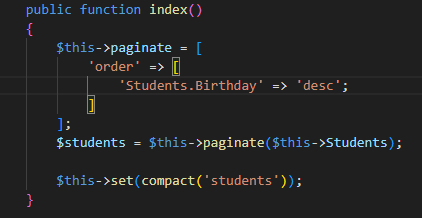 public function index()
{
$this->paginate = [
'order' => [
'Students.Birthday' => 'desc';
]
];
$students = $this->paginate($this->Students);
$this->set(compact('students'));
}